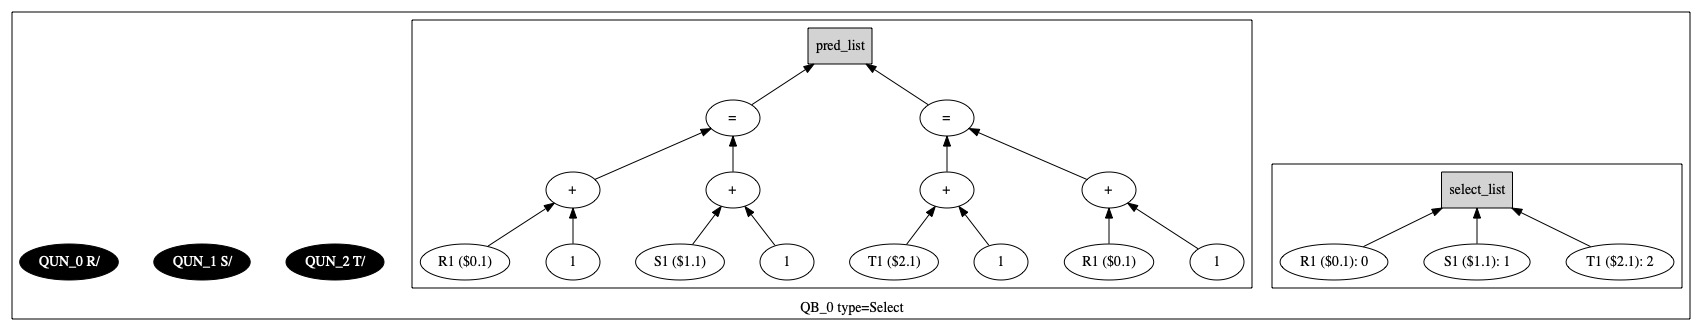 pred_list
= =
+ + + + select_list
QUN_0 R/ QUN_1 S/ QUN_2 T/ R1 ($0.1) 1 S1 ($1.1) 1 T1 ($2.1) 1 R1 ($0.1) 1 R1 ($0.1): 0 S1 ($1.1): 1 T1 ($2.1): 2
QB_0 type=Select